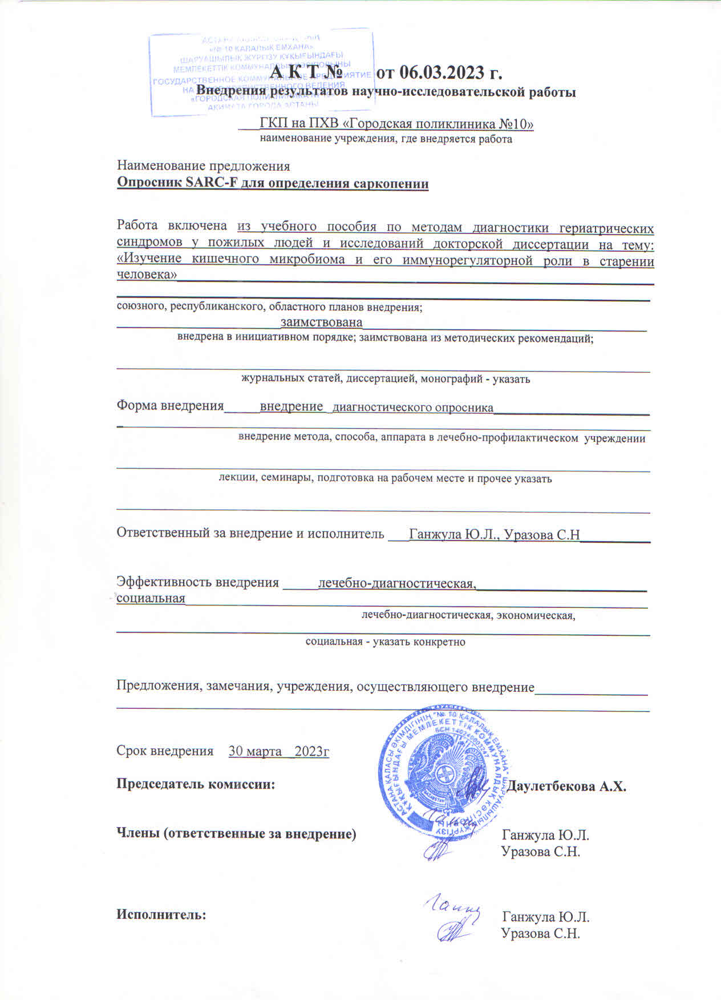 «№ 10 ҚАЛАЛЫҚ ЕМХАНА»
ШАРУАШЫЛЫҚ ЖҮРГІЗУ ҚҰҚЫҒЫНДАҒЫ
МЕМЛЕКЕТТІК КОММУНАЛДЫҚ КӘСІПОРЫНЫ
ГОСУДАРСТВЕННОЕ КОММУНАЛЬНОЕ ПРЕДПРИЯТИЕ
НА ПРАВЕ ХОЗЯЙСТВЕННОГО ВЕДЕНИЯ
«ГОРОДСКАЯ ПОЛИКЛИНИКА № 10»
АКИМАТА ГОРОДА АСТАНЫ
А К Т № от 06.03.2023 г.
Внедрения результатов научно-исследовательской работы
ГКП на ПХВ «Городская поликлиника №10»
наименование учреждения, где внедряется работа
Наименование предложения
Опросник SARC-F для определения саркопении
Работа включена из учебного пособия по методам диагностики гериатрических
синдромов у пожилых людей и исследований докторской диссертации на тему:
«Изучение кишечного микробиома и его иммунорегуляторной роли в старении
человека»
союзного, республиканского, областного планов внедрения;
заимствована
внедрена в инициативном порядке; заимствована из методических рекомендаций;
журнальных статей, диссертацией, монографий - указать
Форма внедрения внедрение диагностического опросника
внедрение метода, способа, аппарата в лечебно-профилактическом учреждении
лекции, семинары, подготовка на рабочем месте и прочее указать
Ответственный за внедрение и исполнитель Ганжула Ю.Л., Уразова С.Н
Эффективность внедрения лечебно-диагностическая,
социальная
лечебно-диагностическая, экономическая,
социальная - указать конкретно
Предложения, замечания, учреждения, осуществляющего внедрение
АСТАНА ҚАЛАСЫ ӘКІМДІГІНІҢ "№ 10 ҚАЛАЛЫҚ ЕМХАНА" ШАРУАШЫЛЫҚ ЖҮРГІЗУ
ҚҰҚЫҒЫНДАҒЫ МЕМЛЕКЕТТІК КОММУНАЛДЫҚ КӘСІПОРНЫ
БСН 140240003247
Срок внедрения 30 марта 2023г
Председатель комиссии: Даулетбекова А.Х.
Члены (ответственные за внедрение) Ганжула Ю.Л.
Уразова С.Н.
Исполнитель: Ганжула Ю.Л.
Уразова С.Н.